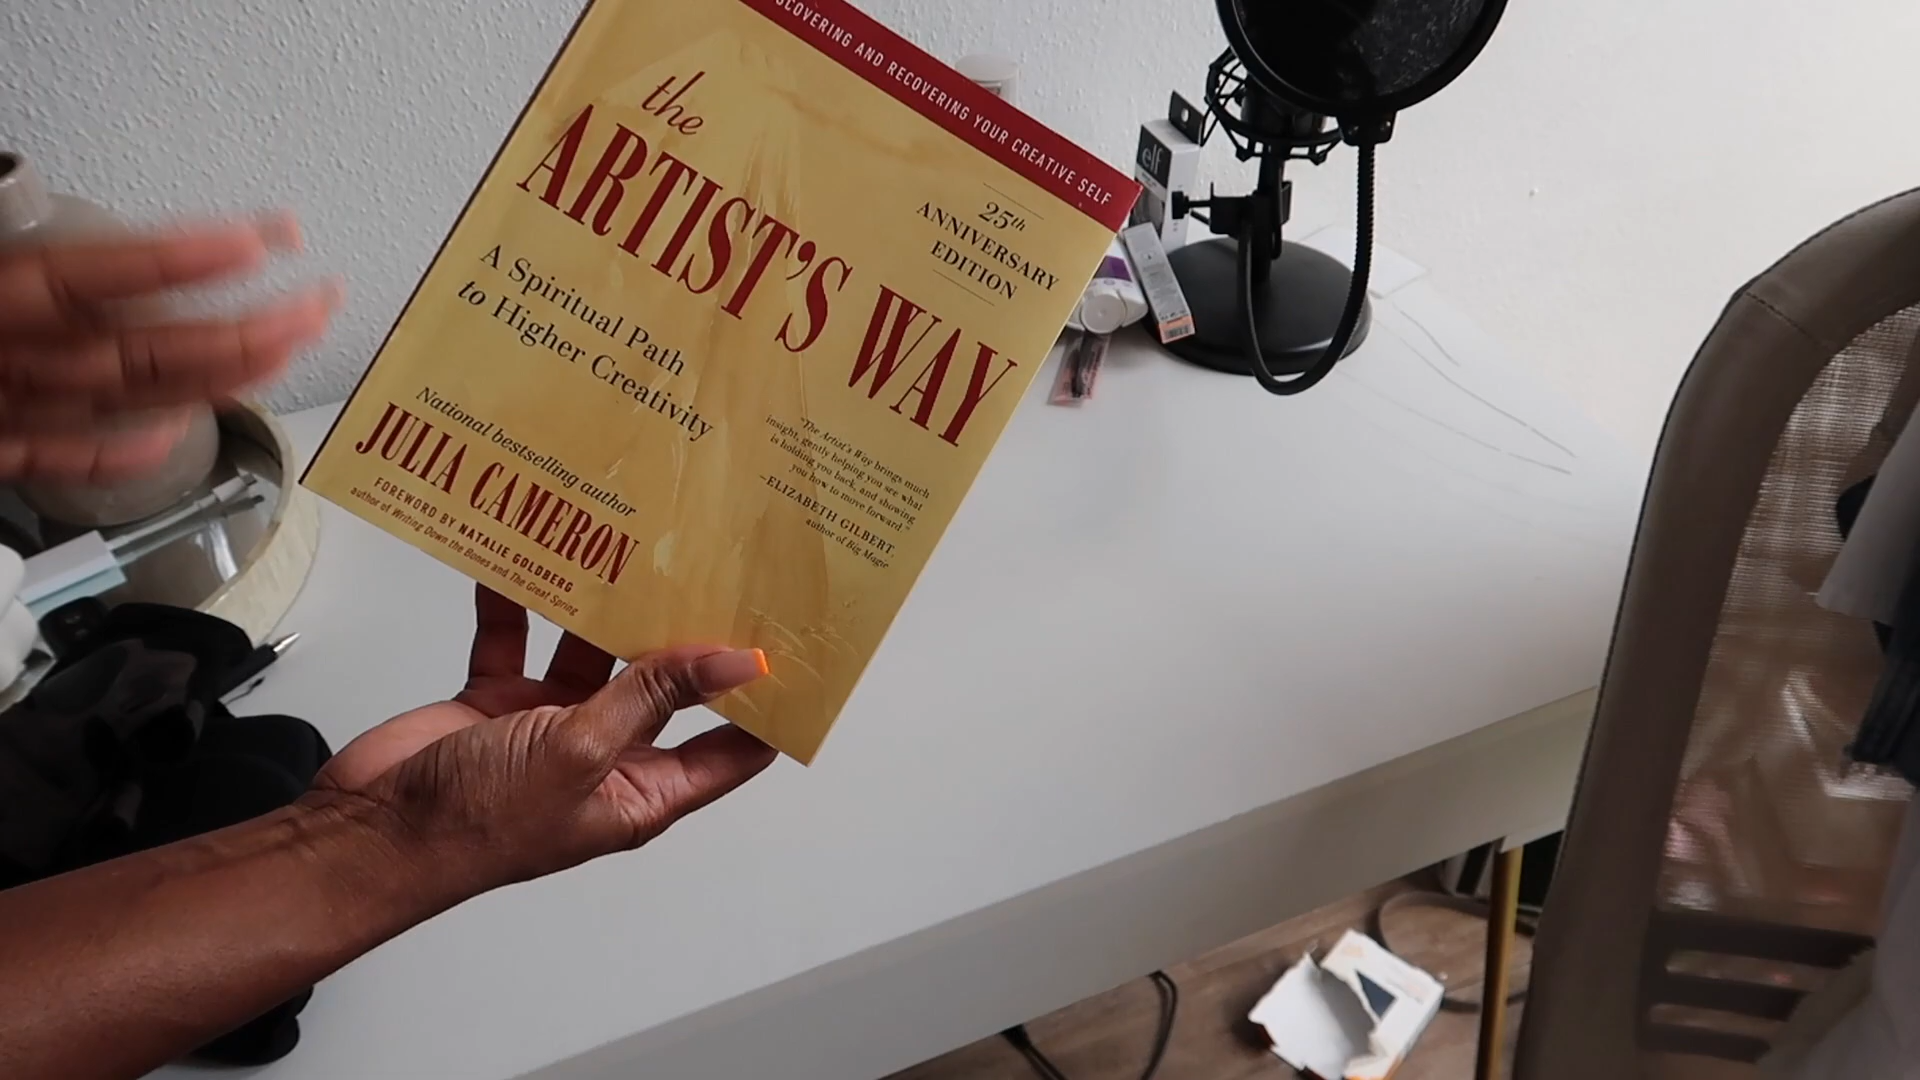 COVERING AND RECOVERING YOUR CREATIVE SELF
the
ARTIST'S WAY
25th
ANNIVERSARY
EDITION
A Spiritual Path
to Higher Creativity
"The Artist's Way brings much
insight, gently helping you see what
is holding you back, and showing
you how to move forward."
—ELIZABETH GILBERT,
author of Big Magic
National bestselling author
JULIA CAMERON
FOREWORD BY NATALIE GOLDBERG
author of Writing Down the Bones and The Great Spring
elf